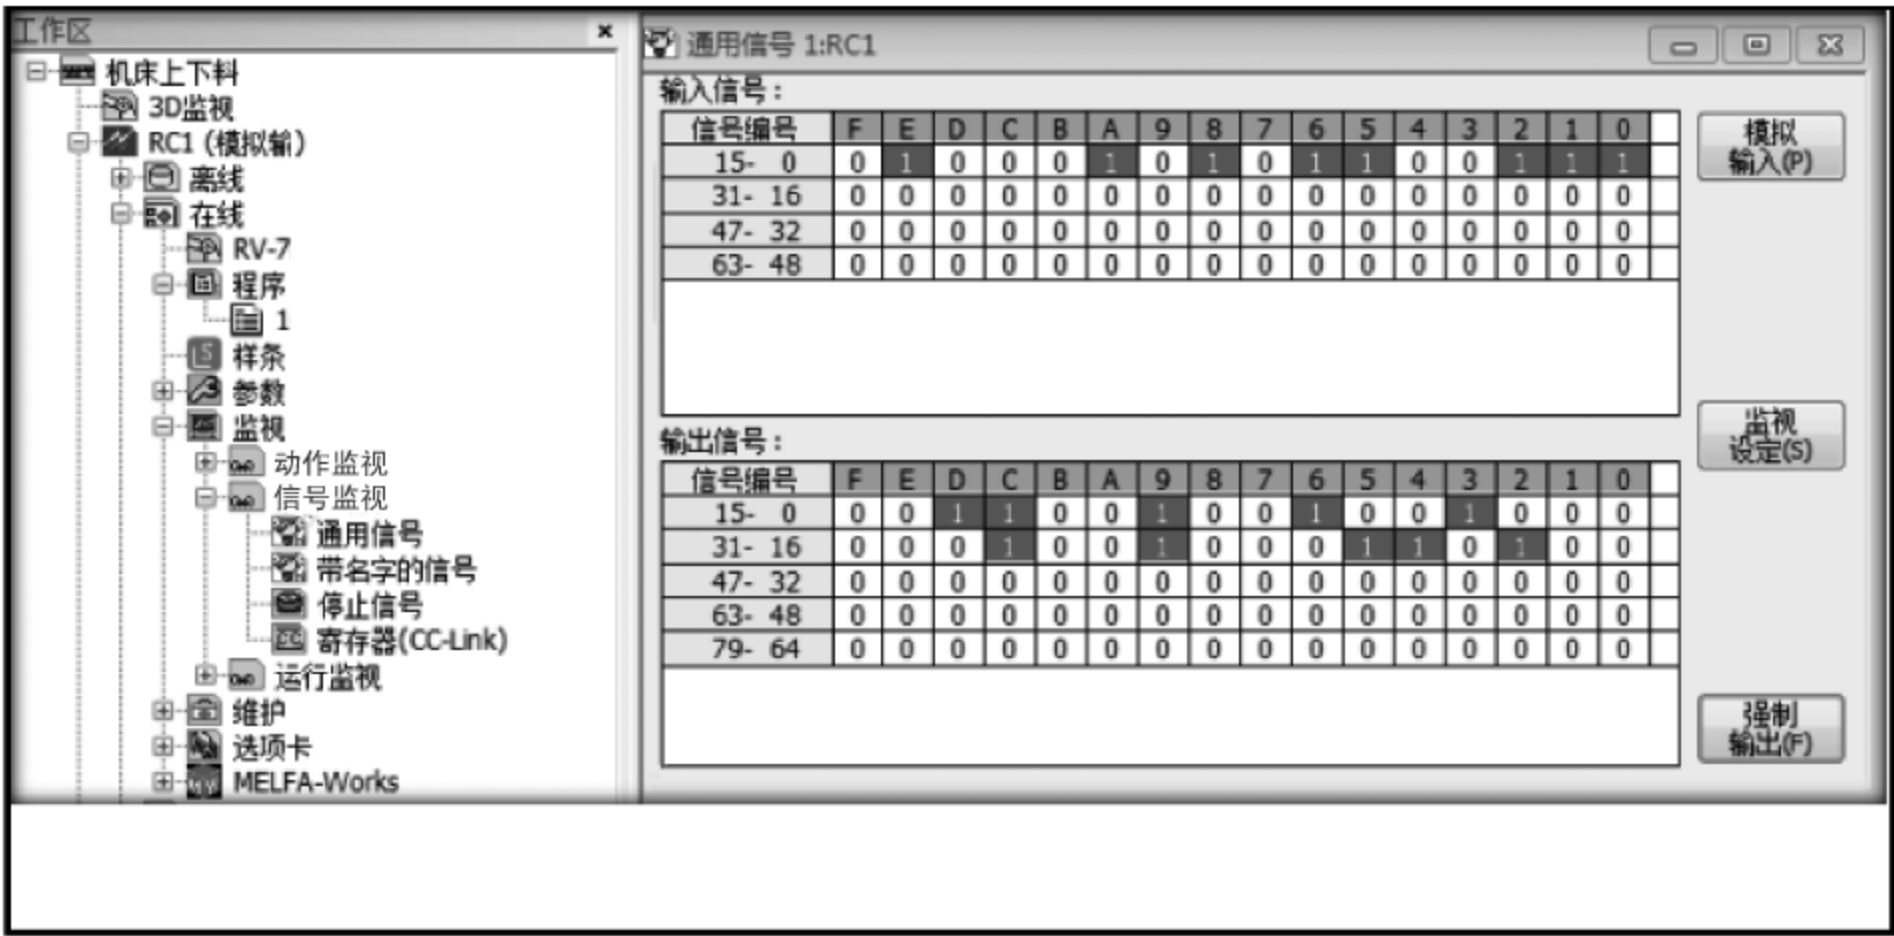 工作区
机床上下料
3D监视
RC1 (模拟输)
离线
在线
RV-7
程序
1
样条
参数
监视
动作监视
信号监视
通用信号
带名字的信号
停止信号
寄存器(CC-Link)
运行监视
维护
选项卡
MELFA-Works
通用信号 1:RC1
输入信号：
信号编号 F E D C B A 9 8 7 6 5 4 3 2 1 0
15- 0 0 1 0 0 0 1 0 1 0 1 1 0 0 1 1 1
31- 16 0 0 0 0 0 0 0 0 0 0 0 0 0 0 0 0
47- 32 0 0 0 0 0 0 0 0 0 0 0 0 0 0 0 0
63- 48 0 0 0 0 0 0 0 0 0 0 0 0 0 0 0 0
模拟
输入(P)
监视
设定(S)
输出信号：
信号编号 F E D C B A 9 8 7 6 5 4 3 2 1 0
15- 0 0 0 1 1 0 0 1 0 0 1 0 0 1 0 0 0
31- 16 0 0 0 1 0 0 1 0 0 0 1 1 0 1 0 0
47- 32 0 0 0 0 0 0 0 0 0 0 0 0 0 0 0 0
63- 48 0 0 0 0 0 0 0 0 0 0 0 0 0 0 0 0
79- 64 0 0 0 0 0 0 0 0 0 0 0 0 0 0 0 0
强制
输出(F)